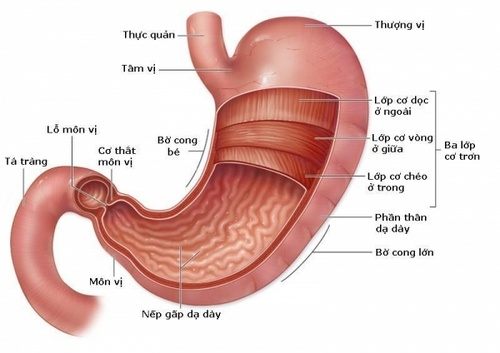 Thực quản
Thượng vị
Tâm vị
Lớp cơ dọc
ở ngoài
Lớp cơ vòng
ở giữa
Lớp cơ chéo
ở trong
Ba lớp
cơ trơn
Bờ cong
bé
Lỗ môn vị
Cơ thắt
môn vị
Tá tràng
Phần thân
dạ dày
Bờ cong lớn
Môn vị
Nếp gấp dạ dày